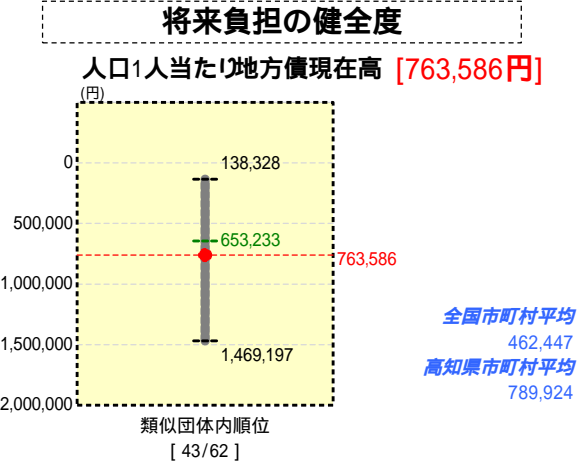 将来負担の健全度
人口1人当たり地方債現在高 [763,586円]
(円)
0
138,328
500,000
653,233
763,586
1,000,000
全国市町村平均
462,447
1,500,000
1,469,197
高知県市町村平均
789,924
2,000,000
類似団体内順位
[ 43/62 ]